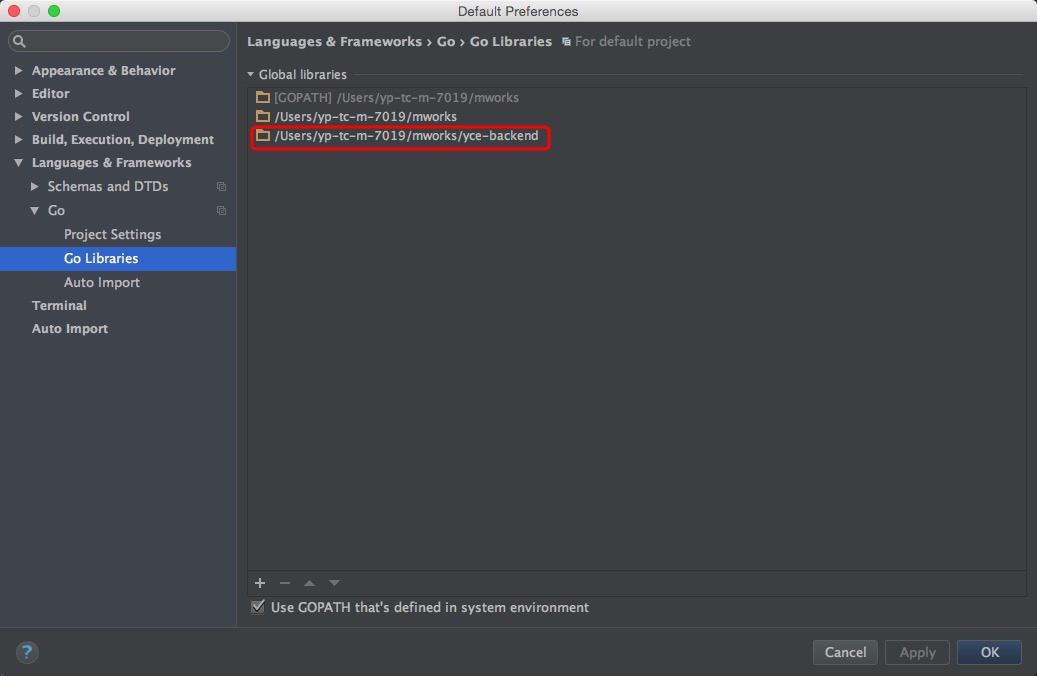 Default Preferences
Languages & Frameworks › Go › Go Libraries For default project
Appearance & Behavior
Editor
Version Control
Build, Execution, Deployment
Languages & Frameworks
Schemas and DTDs
Go
Project Settings
Go Libraries
Auto Import
Terminal
Auto Import
Global libraries
[GOPATH] /Users/yp-tc-m-7019/mworks
/Users/yp-tc-m-7019/mworks
/Users/yp-tc-m-7019/mworks/yce-backend
Use GOPATH that's defined in system environment
?
Cancel
Apply
OK